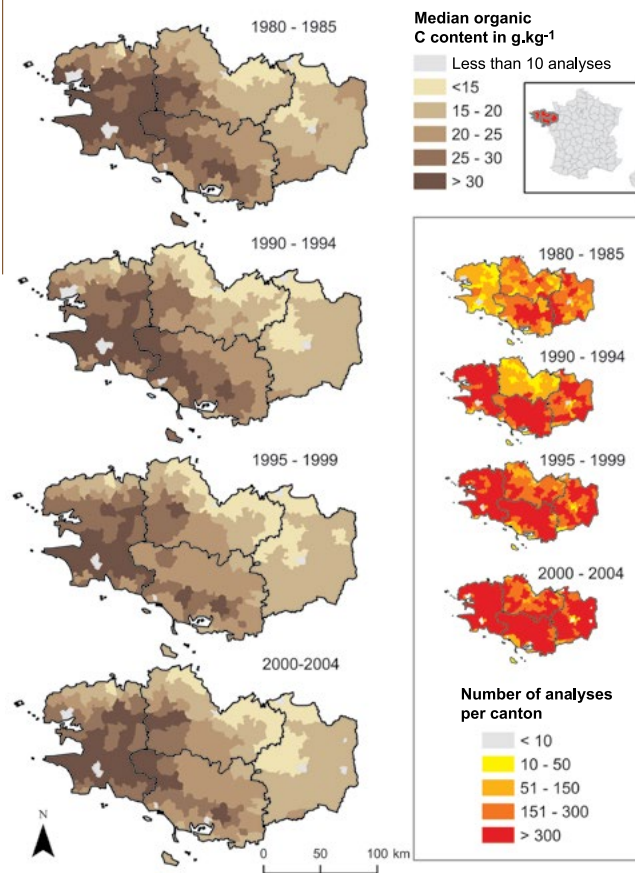 1980 - 1985
1990 - 1994
1995 - 1999
2000-2004
N
0 50 100 km
Median organic
C content in g.kg-1
Less than 10 analyses
<15
15 - 20
20 - 25
25 - 30
> 30
1980 - 1985
1990 - 1994
1995 - 1999
2000 - 2004
Number of analyses
per canton
< 10
10 - 50
51 - 150
151 - 300
> 300